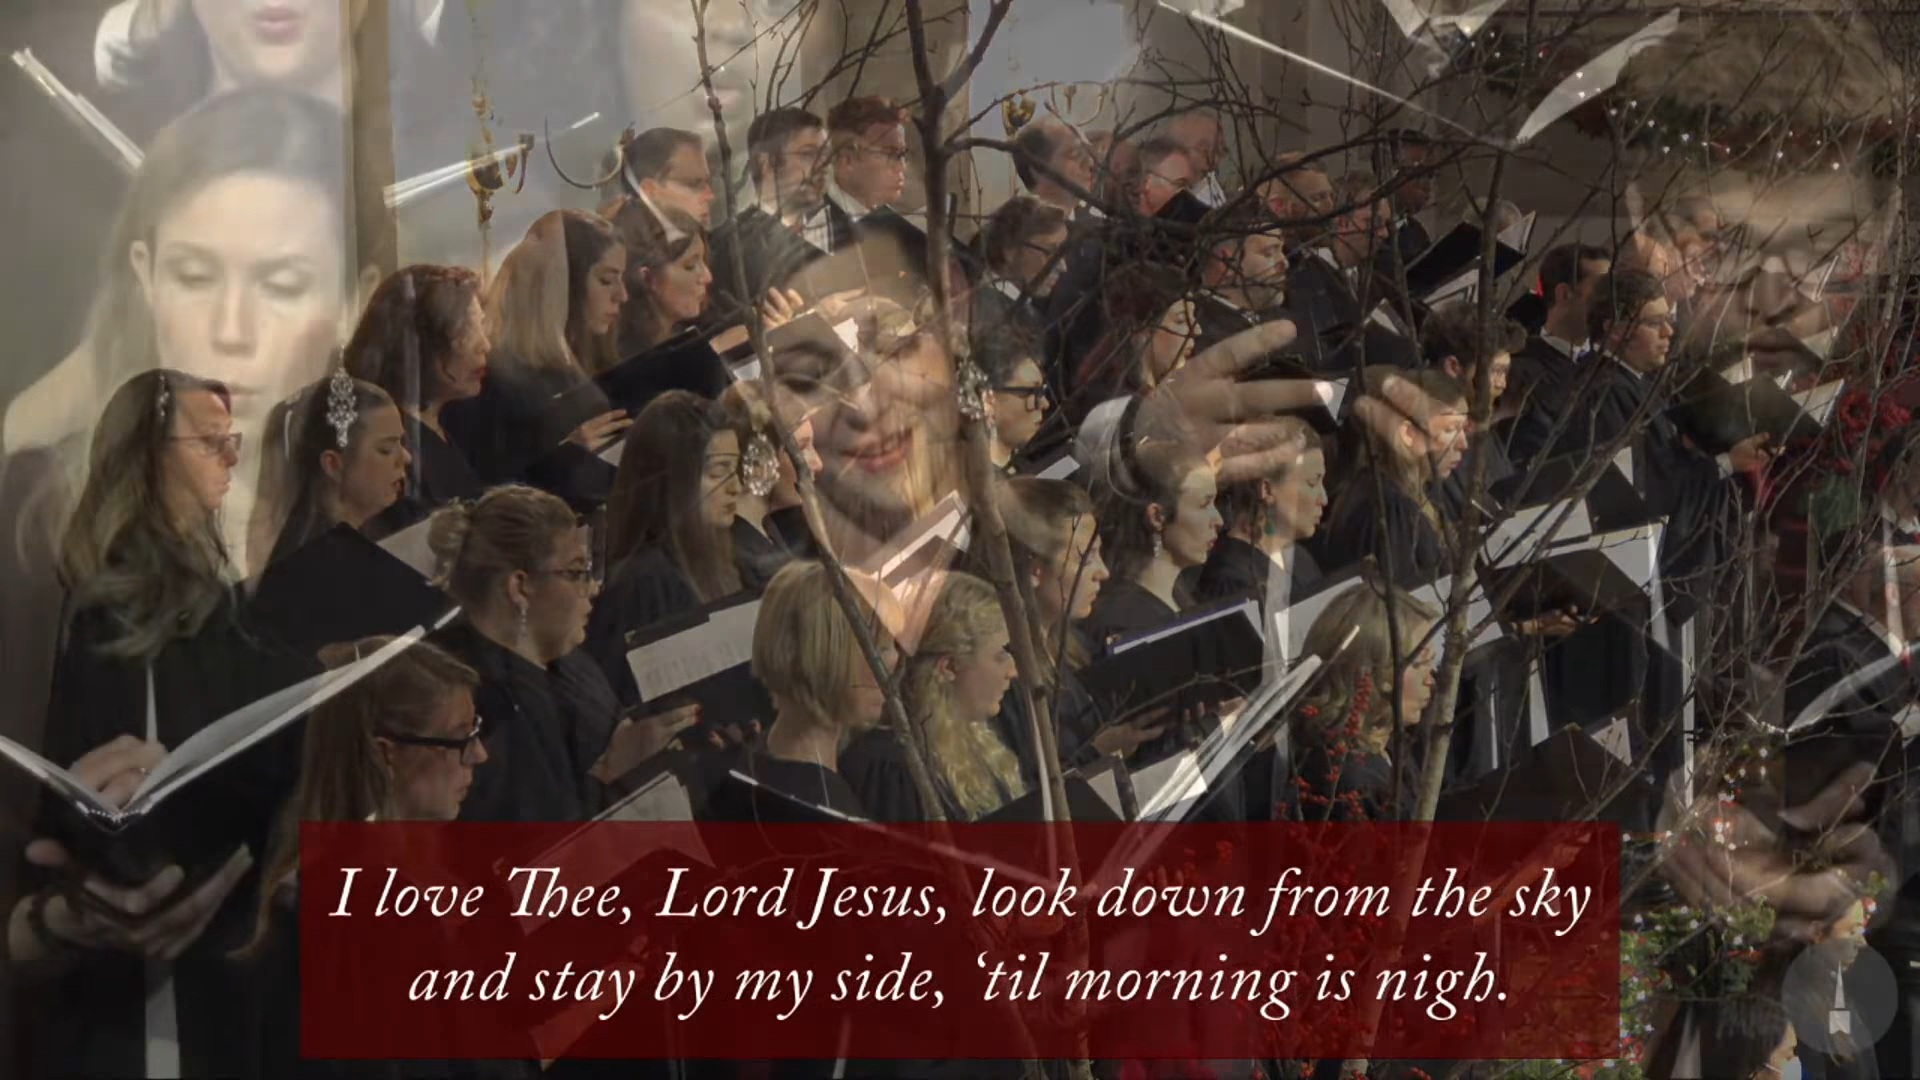 I love Thee, Lord Jesus, look down from the sky
and stay by my side, ‘til morning is nigh.